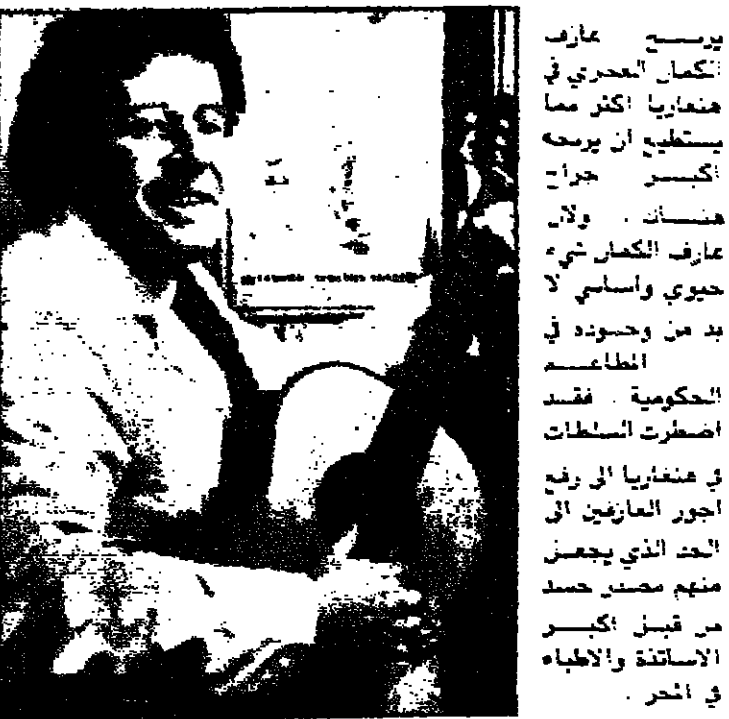 يربح عازف
الكمان الغجري في
هنغاريا اكثر مما
يستطيع ان يربحه
اكبر جراح
هناك . ولان
عازف الكمان شيء
حيوي واساسي لا
بد من وجوده في
المطاعم
الحكومية . فقد
اضطرت السلطات
في هنغاريا الى رفع
اجور العازفين الى
الحد الذي يجعل
منهم مصدر حسد
من قبل اكبر
الاساتذة والاطباء
في المجر .